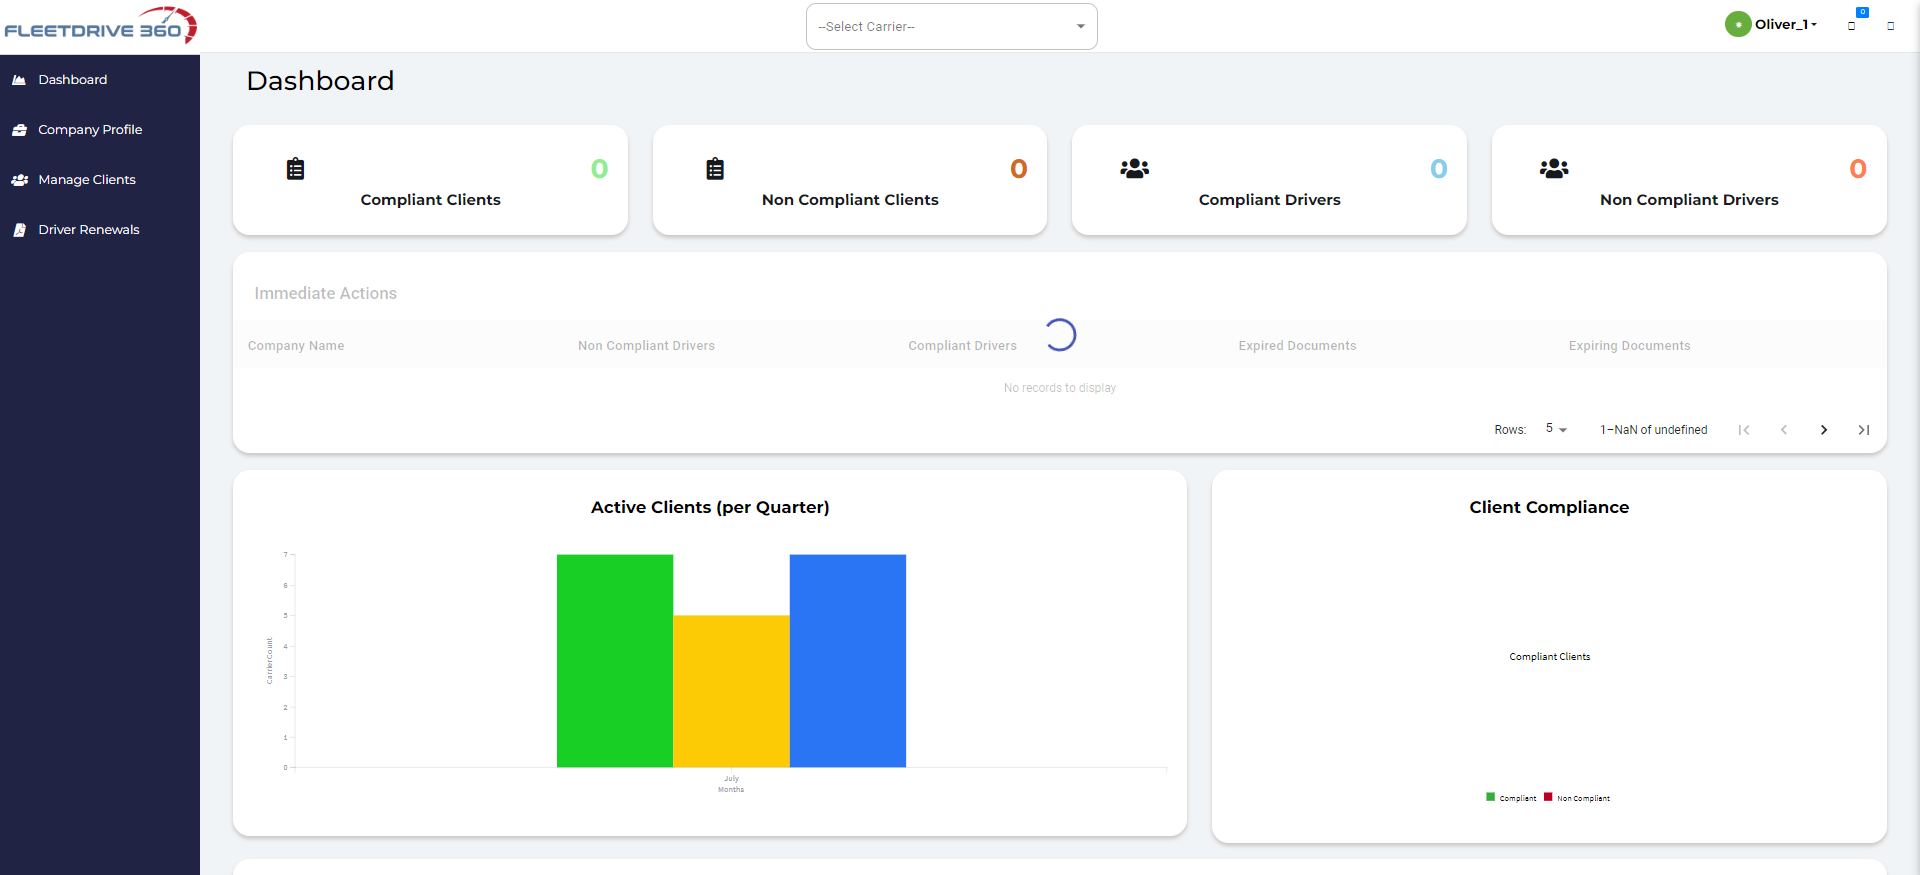 FLEETDRIVE 360
--Select Carrier--
Oliver_1
0
Dashboard
Company Profile
Manage Clients
Driver Renewals
Dashboard
0
Compliant Clients
0
Non Compliant Clients
0
Compliant Drivers
0
Non Compliant Drivers
Immediate Actions
Company Name Non Compliant Drivers Compliant Drivers Expired Documents Expiring Documents
No records to display
Rows: 5 1-NaN of undefined
Active Clients (per Quarter)
7
6
5
4
3
2
1
0
CarrierCount
July
Months
Client Compliance
Compliant Clients
Compliant Non Compliant